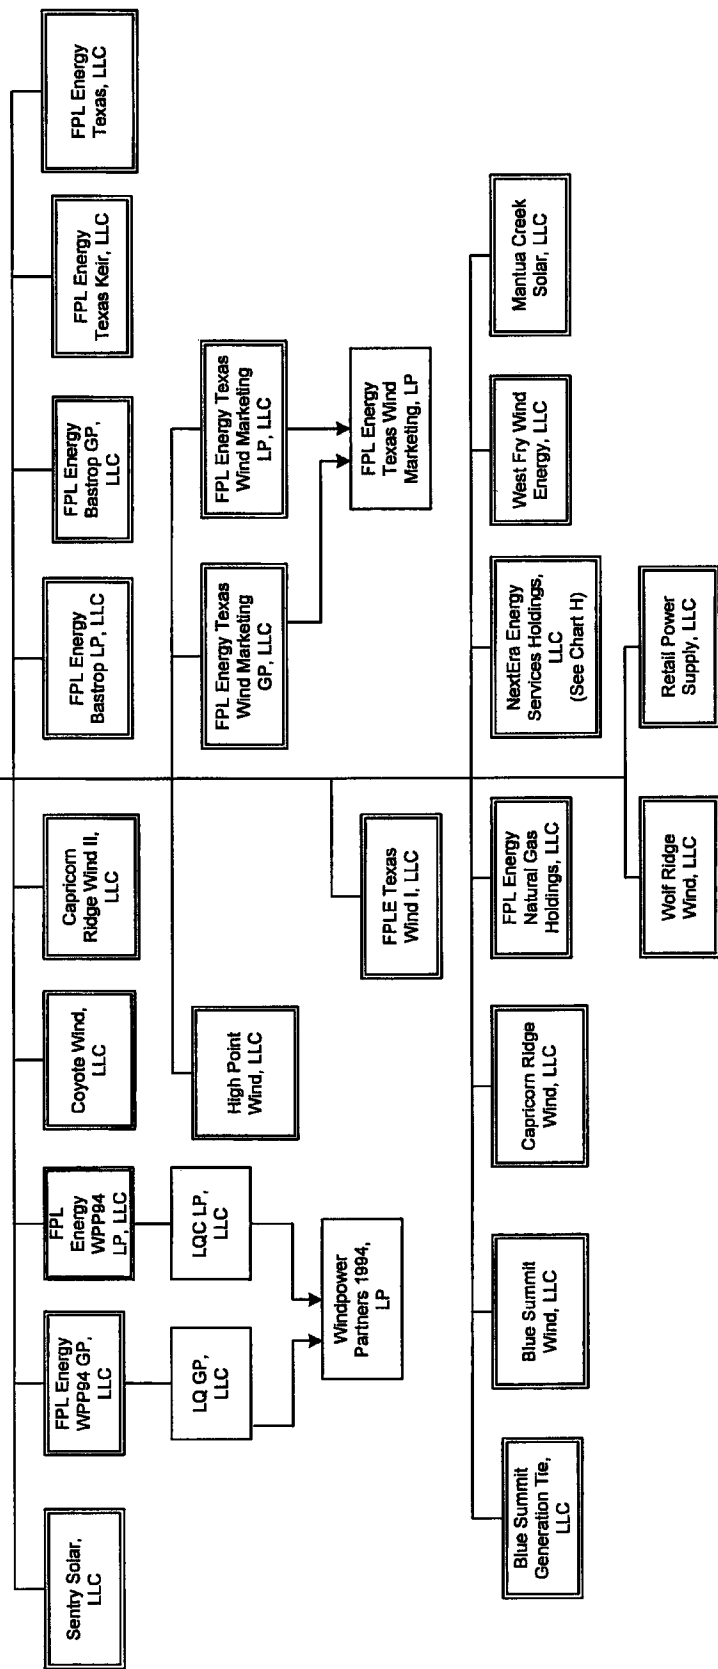 Sentry Solar,
LLC
FPL Energy
WPP94 GP,
LLC
FPL
Energy
WPP94
LP, LLC
Coyote Wind,
LLC
Capricorn
Ridge Wind II,
LLC
FPL Energy
Bastrop LP, LLC
FPL Energy
Bastrop GP,
LLC
FPL Energy
Texas Keir, LLC
FPL Energy
Texas, LLC
LQ GP,
LLC
LQC LP,
LLC
High Point
Wind, LLC
FPL Energy Texas
Wind Marketing
GP, LLC
FPL Energy Texas
Wind Marketing
LP, LLC
Windpower
Partners 1994,
LP
FPLE Texas
Wind I, LLC
FPL Energy
Texas Wind
Marketing, LP
Blue Summit
Generation Tie,
LLC
Blue Summit
Wind, LLC
Capricorn Ridge
Wind, LLC
FPL Energy
Natural Gas
Holdings, LLC
NextEra Energy
Services Holdings,
LLC
(See Chart H)
West Fry Wind
Energy, LLC
Mantua Creek
Solar, LLC
Wolf Ridge
Wind, LLC
Retail Power
Supply, LLC